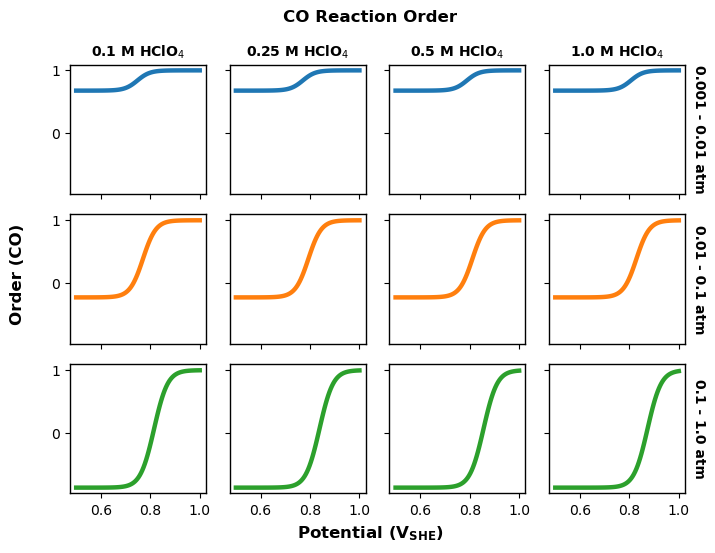 CO Reaction Order
0.1 M HClO₄ 0.25 M HClO₄ 0.5 M HClO₄ 1.0 M HClO₄
1
0
0.001 - 0.01 atm
1
0
0.01 - 0.1 atm
Order (CO)
1
0
0.1 - 1.0 atm
0.6 0.8 1.0 0.6 0.8 1.0 0.6 0.8 1.0 0.6 0.8 1.0
Potential (V_SHE)